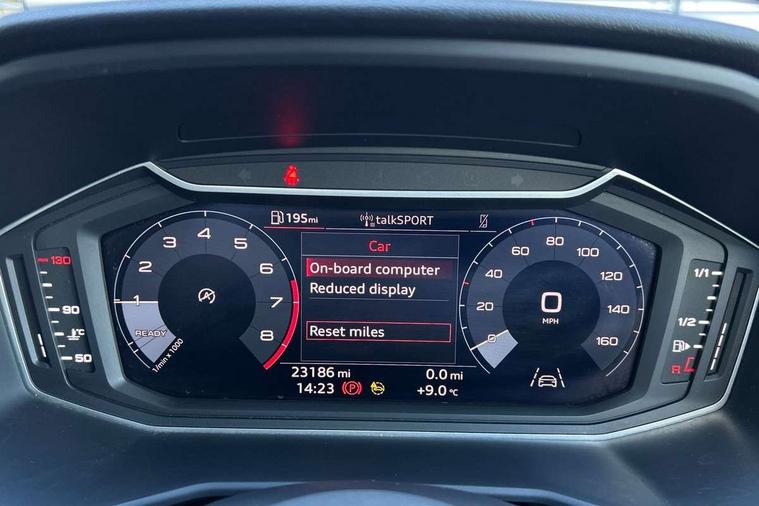 195mi talkSPORT
Car
On-board computer
Reduced display
Reset miles
23186 mi 0.0 mi
14:23 P +9.0 °C
1 2 3 4 5 6 7 8
READY
1/min x 1000
A
0 20 40 60 80 100 120 140 160
0
MPH
130
90
°C
50
1/1
1/2
R